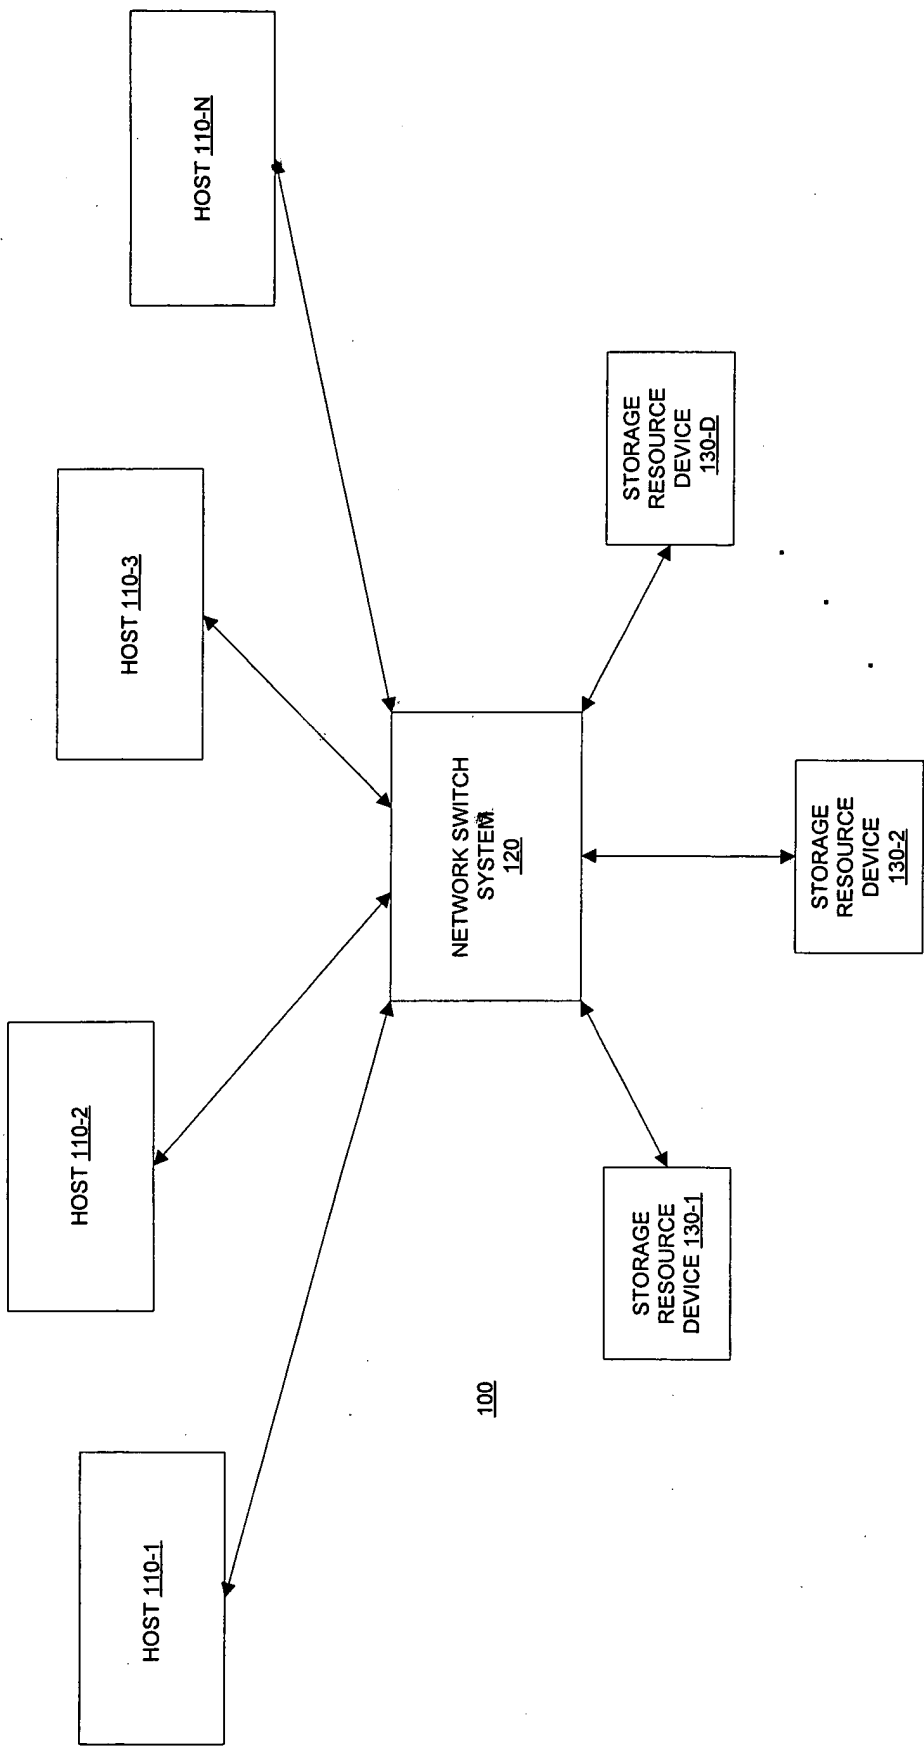 HOST 110-1
HOST 110-2
HOST 110-3
HOST 110-N
NETWORK SWITCH
SYSTEM
120
100
STORAGE
RESOURCE
DEVICE 130-1
STORAGE
RESOURCE
DEVICE
130-2
STORAGE
RESOURCE
DEVICE
130-D